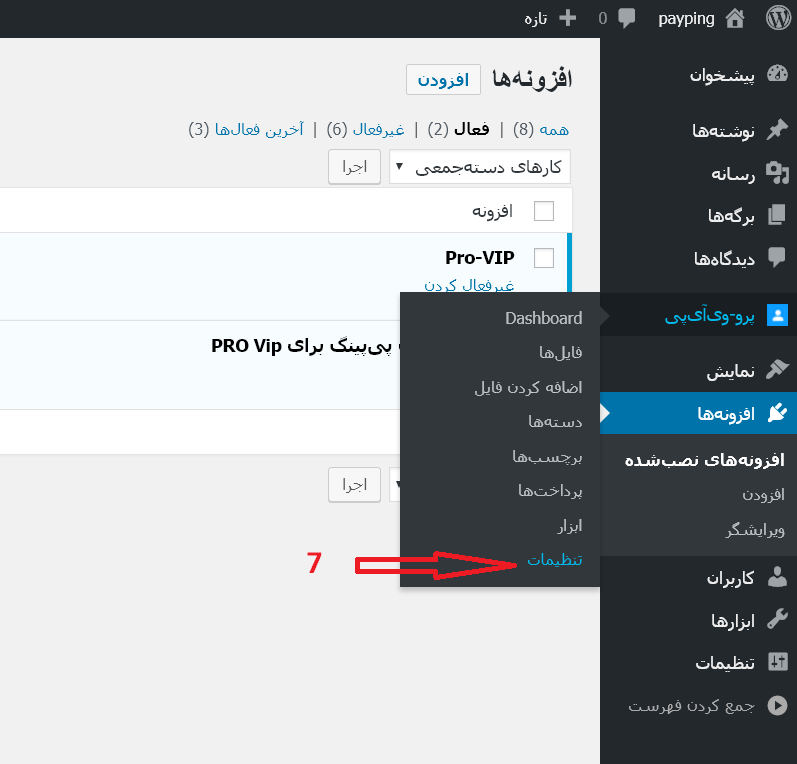 payping 0 تازه
پیشخوان
نوشته‌ها
رسانه
برگه‌ها
دیدگاه‌ها
پرو-وی‌آی‌پی
نمایش
افزونه‌ها
افزونه‌های نصب‌شده
افزودن
ویرایشگر
کاربران
ابزارها
تنظیمات
جمع کردن فهرست
افزونه‌ها افزودن
همه (8) | فعال (2) | غیرفعال (6) | آخرین فعال‌ها (3)
کارهای دسته‌جمعی اجرا
افزونه
Pro-VIP
غیرفعال کردن
پی‌پینگ برای PRO Vip
اجرا
Dashboard
فایل‌ها
اضافه کردن فایل
دسته‌ها
برچسب‌ها
پرداخت‌ها
ابزار
تنظیمات
7